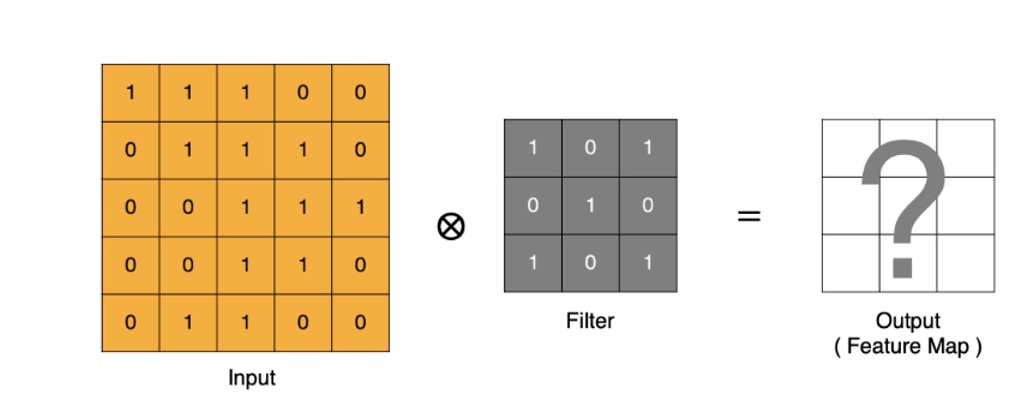 1 1 1 0 0
0 1 1 1 0
0 0 1 1 1
0 0 1 1 0
0 1 1 0 0
Input
⊗
1 0 1
0 1 0
1 0 1
Filter
=
?
Output
( Feature Map )